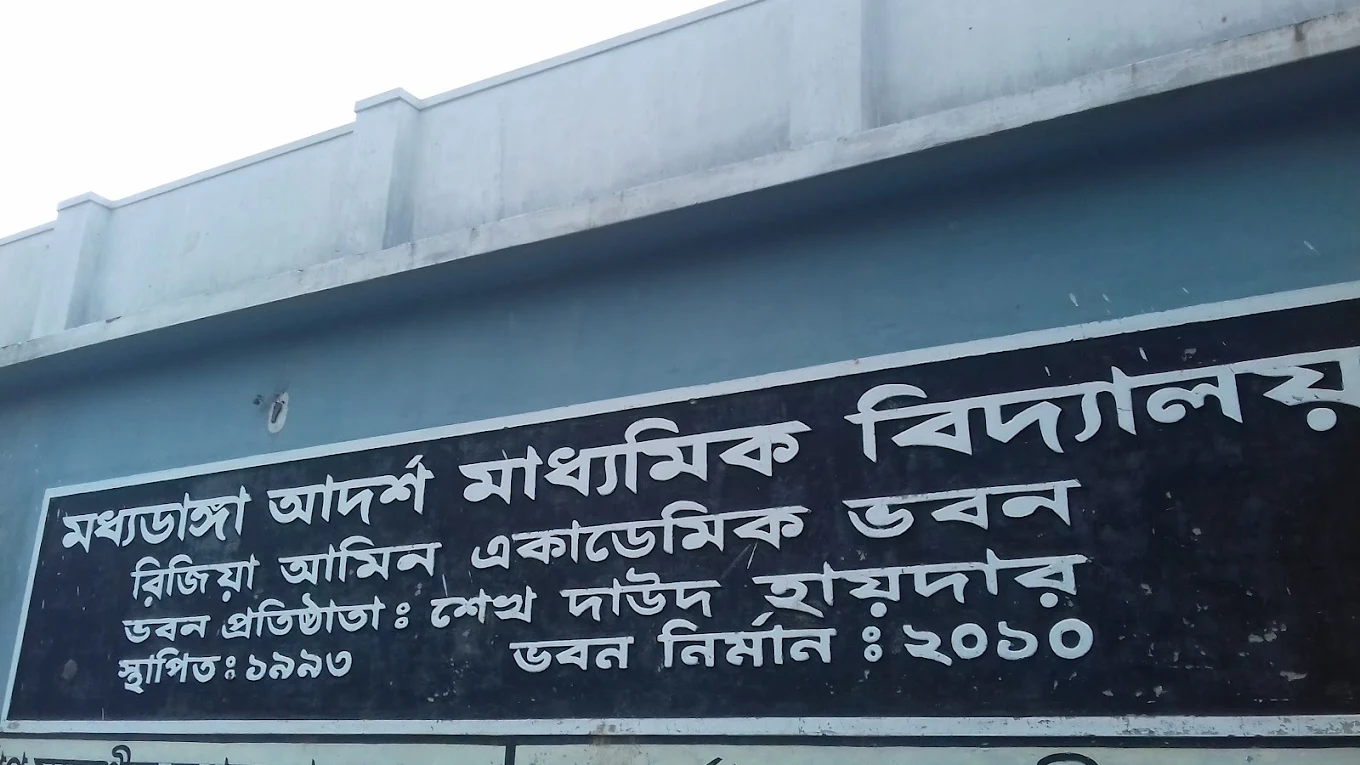 মধ্যডাঙ্গা আদর্শ মাধ্যমিক বিদ্যালয়
রিজিয়া আমিন একাডেমিক ভবন
ভবন প্রতিষ্ঠাতা : শেখ দাউদ হায়দার
স্থাপিত : ১৯৯৩ ভবন নির্মান : ২০১০